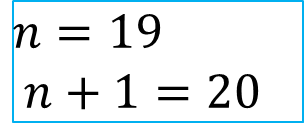 n = 19
n + 1 = 20